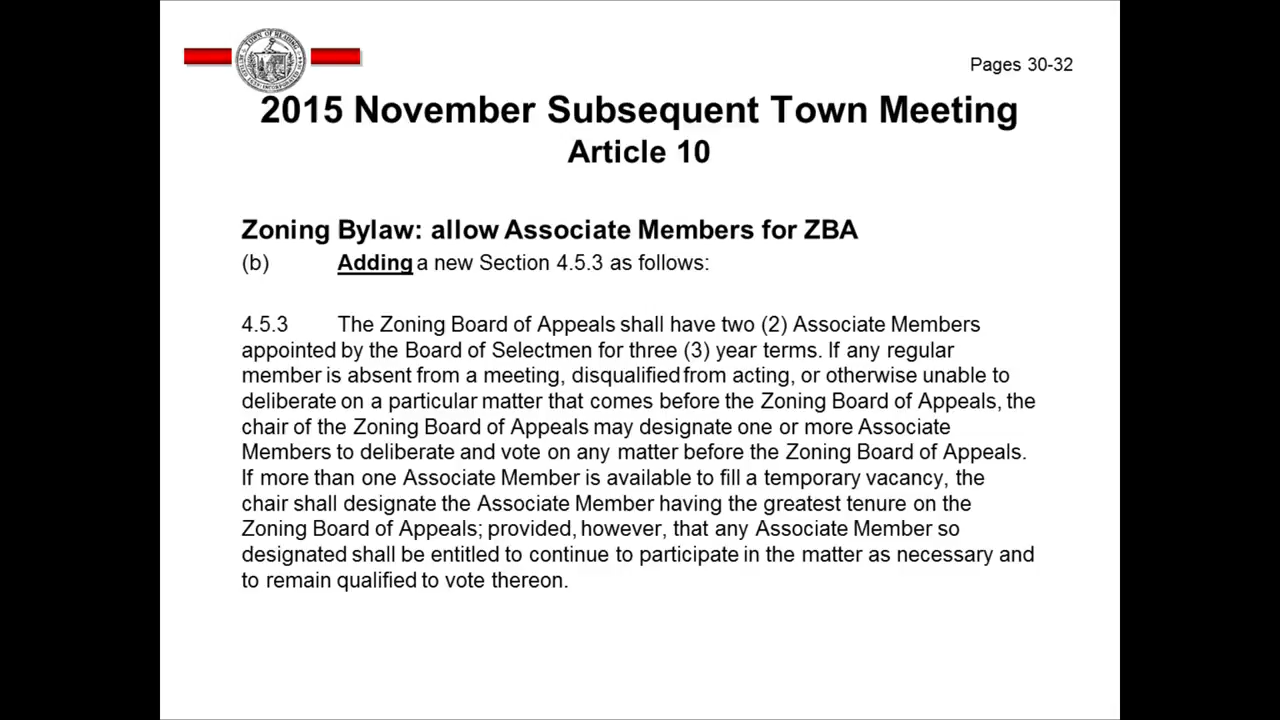 TOWN OF READING
Pages 30-32
2015 November Subsequent Town Meeting
Article 10
Zoning Bylaw: allow Associate Members for ZBA
(b) Adding a new Section 4.5.3 as follows:
4.5.3 The Zoning Board of Appeals shall have two (2) Associate Members
appointed by the Board of Selectmen for three (3) year terms. If any regular
member is absent from a meeting, disqualified from acting, or otherwise unable to
deliberate on a particular matter that comes before the Zoning Board of Appeals, the
chair of the Zoning Board of Appeals may designate one or more Associate
Members to deliberate and vote on any matter before the Zoning Board of Appeals.
If more than one Associate Member is available to fill a temporary vacancy, the
chair shall designate the Associate Member having the greatest tenure on the
Zoning Board of Appeals; provided, however, that any Associate Member so
designated shall be entitled to continue to participate in the matter as necessary and
to remain qualified to vote thereon.